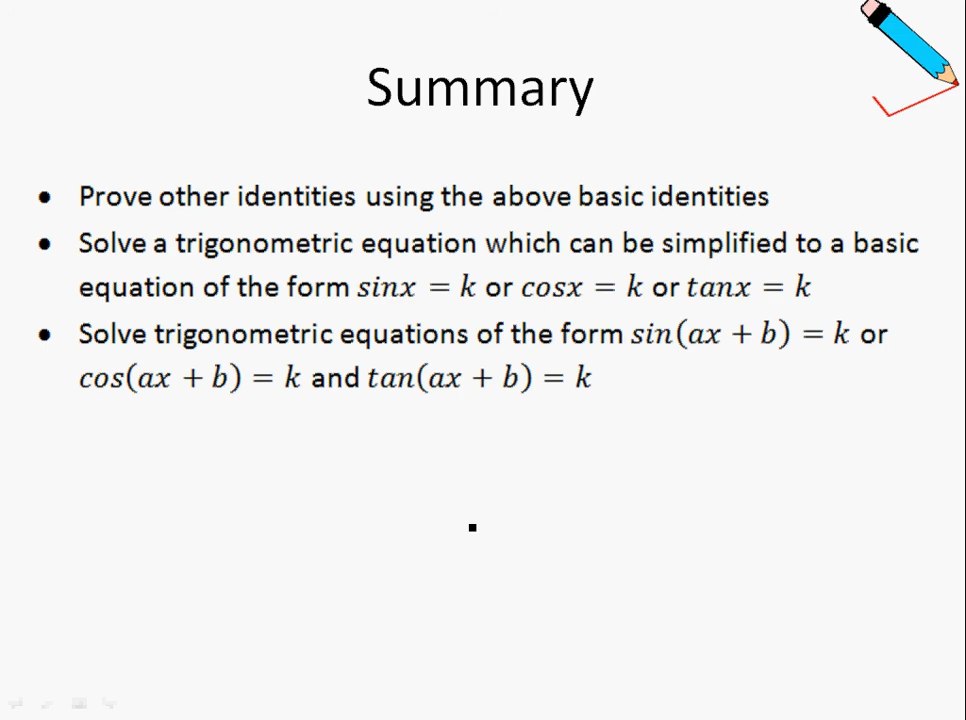 Summary
• Prove other identities using the above basic identities
• Solve a trigonometric equation which can be simplified to a basic
equation of the form sinx = k or cosx = k or tanx = k
• Solve trigonometric equations of the form sin(ax + b) = k or
cos(ax + b) = k and tan(ax + b) = k